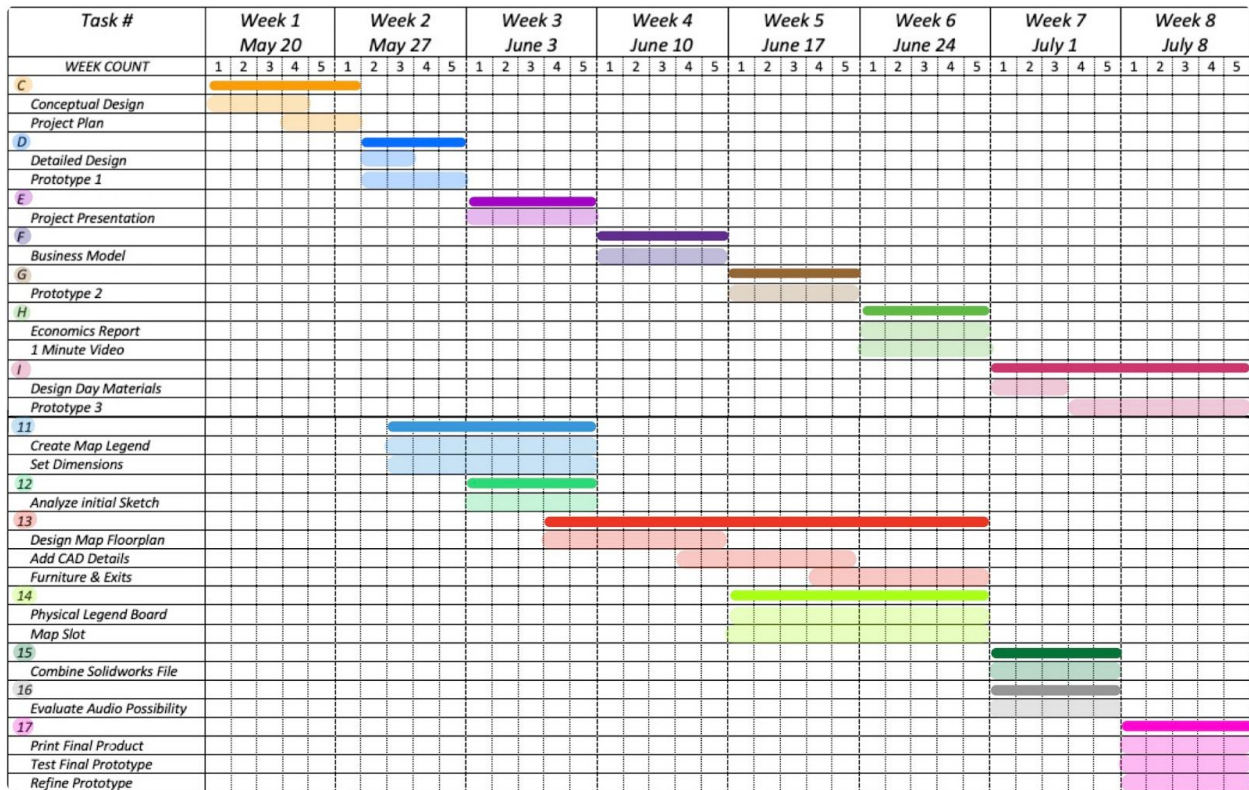 Task # Week 1 Week 2 Week 3 Week 4 Week 5 Week 6 Week 7 Week 8
May 20 May 27 June 3 June 10 June 17 June 24 July 1 July 8
WEEK COUNT 1 2 3 4 5 1 2 3 4 5 1 2 3 4 5 1 2 3 4 5 1 2 3 4 5 1 2 3 4 5 1 2 3 4 5 1 2 3 4 5
C
Conceptual Design
Project Plan
D
Detailed Design
Prototype 1
E
Project Presentation
F
Business Model
G
Prototype 2
H
Economics Report
1 Minute Video
I
Design Day Materials
Prototype 3
11
Create Map Legend
Set Dimensions
12
Analyze initial Sketch
13
Design Map Floorplan
Add CAD Details
Furniture & Exits
14
Physical Legend Board
Map Slot
15
Combine Solidworks File
16
Evaluate Audio Possibility
17
Print Final Product
Test Final Prototype
Refine Prototype